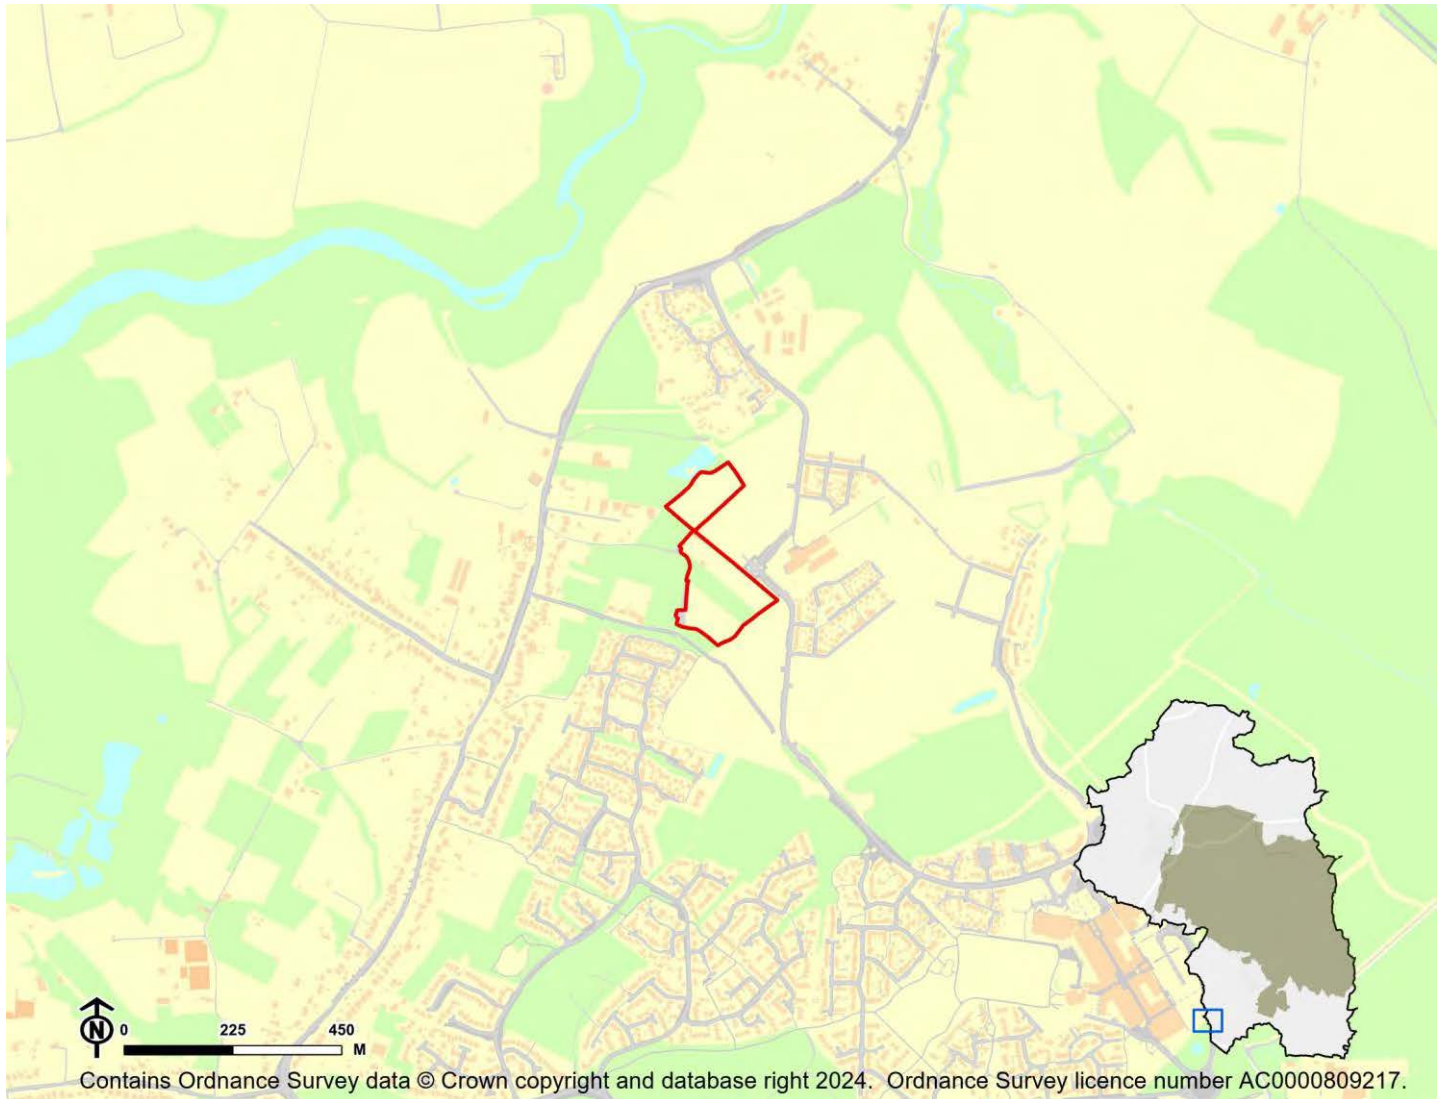 N
0 225 450
M
Contains Ordnance Survey data © Crown copyright and database right 2024. Ordnance Survey licence number AC0000809217.